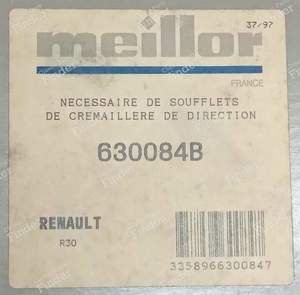 37/97
meillor
FRANCE
NECESSAIRE DE SOUFFLETS
DE CREMAILLERE DE DIRECTION
630084B
RENAULT
R30
3358966300847